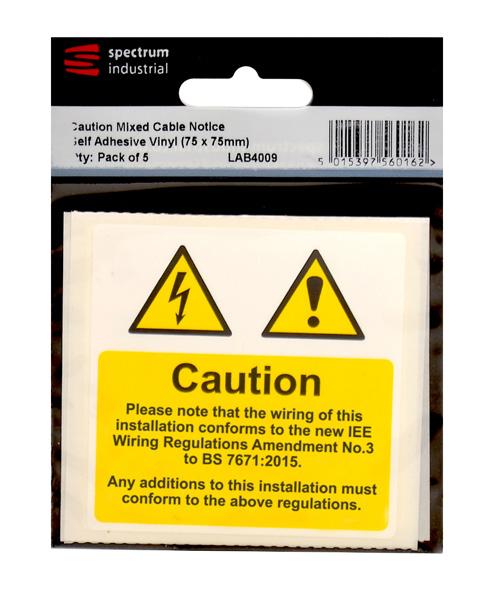 spectrum
industrial
Caution Mixed Cable Notice
Self Adhesive Vinyl (75 x 75mm)
Qty: Pack of 5 LAB4009
5 015397 560162 >
Caution
Please note that the wiring of this
installation conforms to the new IEE
Wiring Regulations Amendment No.3
to BS 7671:2015.
Any additions to this installation must
conform to the above regulations.